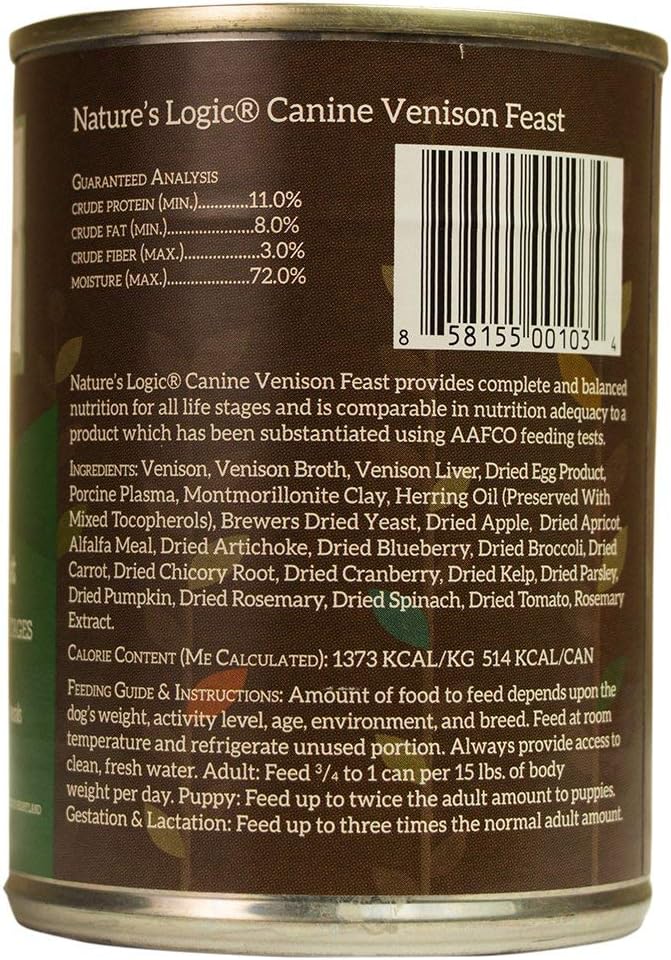 Nature's Logic® Canine Venison Feast
Guaranteed Analysis
crude protein (min.)............11.0%
crude fat (min.).....................8.0%
crude fiber (max.)...................3.0%
moisture (max.)....................72.0%
8 58155 00103 4
Nature's Logic® Canine Venison Feast provides complete and balanced
nutrition for all life stages and is comparable in nutrition adequacy to a
product which has been substantiated using AAFCO feeding tests.
Ingredients: Venison, Venison Broth, Venison Liver, Dried Egg Product,
Porcine Plasma, Montmorillonite Clay, Herring Oil (Preserved With
Mixed Tocopherols), Brewers Dried Yeast, Dried Apple, Dried Apricot,
Alfalfa Meal, Dried Artichoke, Dried Blueberry, Dried Broccoli, Dried
Carrot, Dried Chicory Root, Dried Cranberry, Dried Kelp, Dried Parsley,
Dried Pumpkin, Dried Rosemary, Dried Spinach, Dried Tomato, Rosemary
Extract.
Calorie Content (Me Calculated): 1373 KCAL/KG 514 KCAL/CAN
Feeding Guide & Instructions: Amount of food to feed depends upon the
dog's weight, activity level, age, environment, and breed. Feed at room
temperature and refrigerate unused portion. Always provide access to
clean, fresh water. Adult: Feed 3/4 to 1 can per 15 lbs. of body
weight per day. Puppy: Feed up to twice the adult amount to puppies.
Gestation & Lactation: Feed up to three times the normal adult amount.